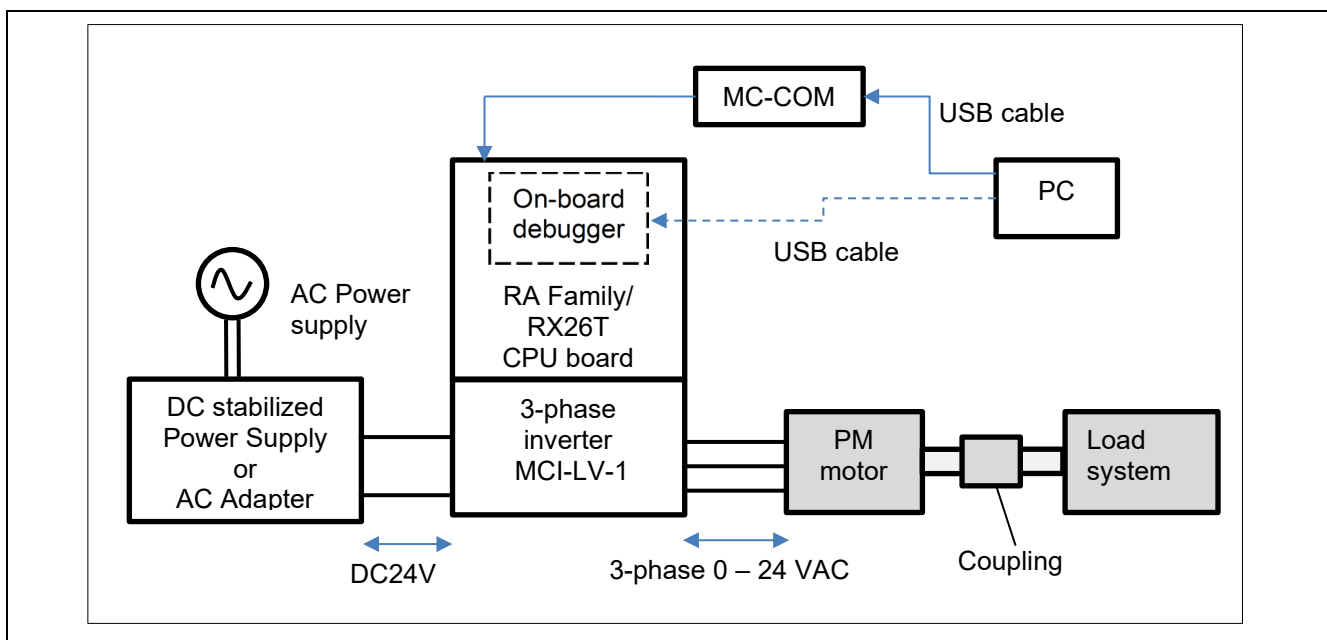 MC-COM
USB cable
PC
On-board
debugger
USB cable
RA Family/
RX26T
CPU board
AC Power
supply
DC stabilized
Power Supply
or
AC Adapter
3-phase
inverter
MCI-LV-1
PM
motor
Load
system
Coupling
DC24V
3-phase 0 – 24 VAC